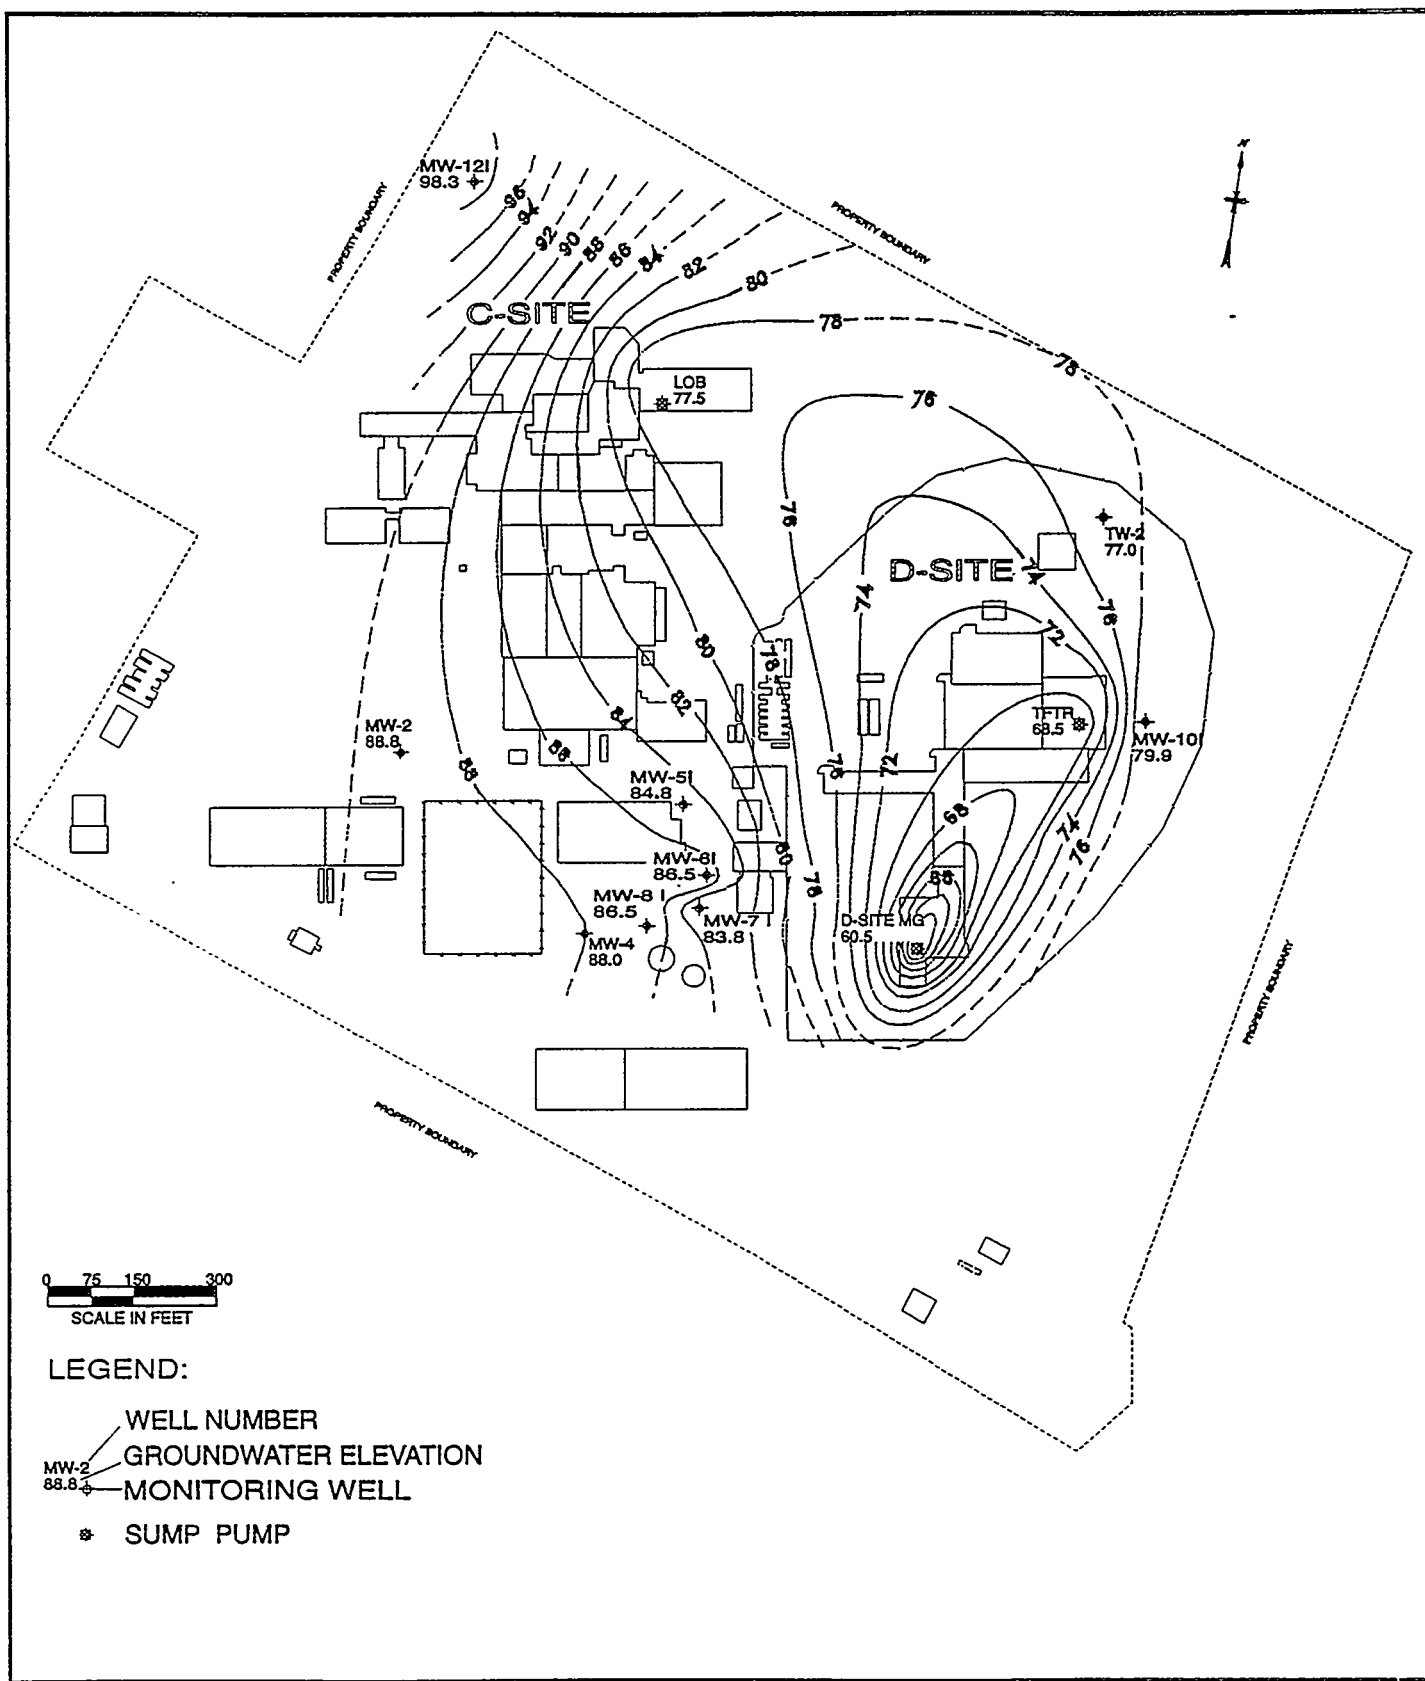 N
MW-12I
98.3
PROPERTY BOUNDARY
PROPERTY BOUNDARY
96
94
92
90
88
86
84
82
80
78
78
C-SITE
LOB
77.5
76
76
TW-2
77.0
D-SITE
74
74
76
72
80
78
82
TFTR
68.5
MW-10I
79.9
84
86
88
MW-2
88.8
72
76
MW-5I
84.8
68
74
76
80
MW-6I
86.5
78
MW-8 I
86.5
MW-7 I
83.8
D-SITE MG
60.5
MW-4
88.0
PROPERTY BOUNDARY
PROPERTY BOUNDARY
0 75 150 300
SCALE IN FEET
LEGEND:
WELL NUMBER
GROUNDWATER ELEVATION
MW-2
88.8
MONITORING WELL
SUMP PUMP